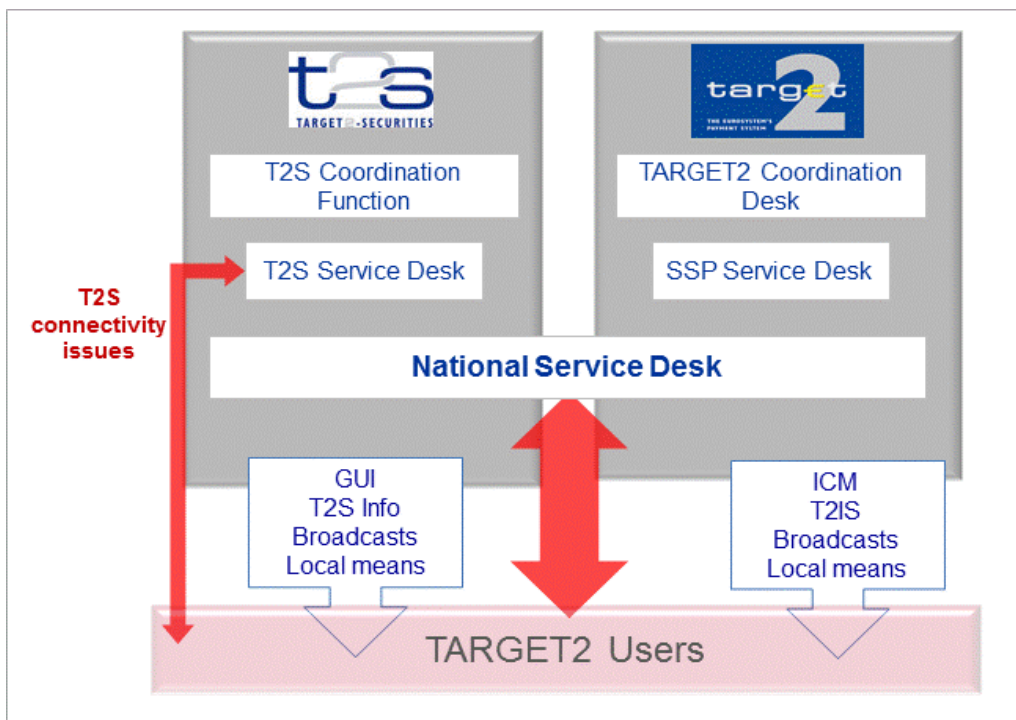 t2s
TARGET2-SECURITIES
target
2
THE EUROSYSTEM'S
PAYMENT SYSTEM
T2S Coordination
Function
TARGET2 Coordination
Desk
T2S Service Desk
SSP Service Desk
T2S
connectivity
issues
National Service Desk
GUI
T2S Info
Broadcasts
Local means
ICM
T2IS
Broadcasts
Local means
TARGET2 Users